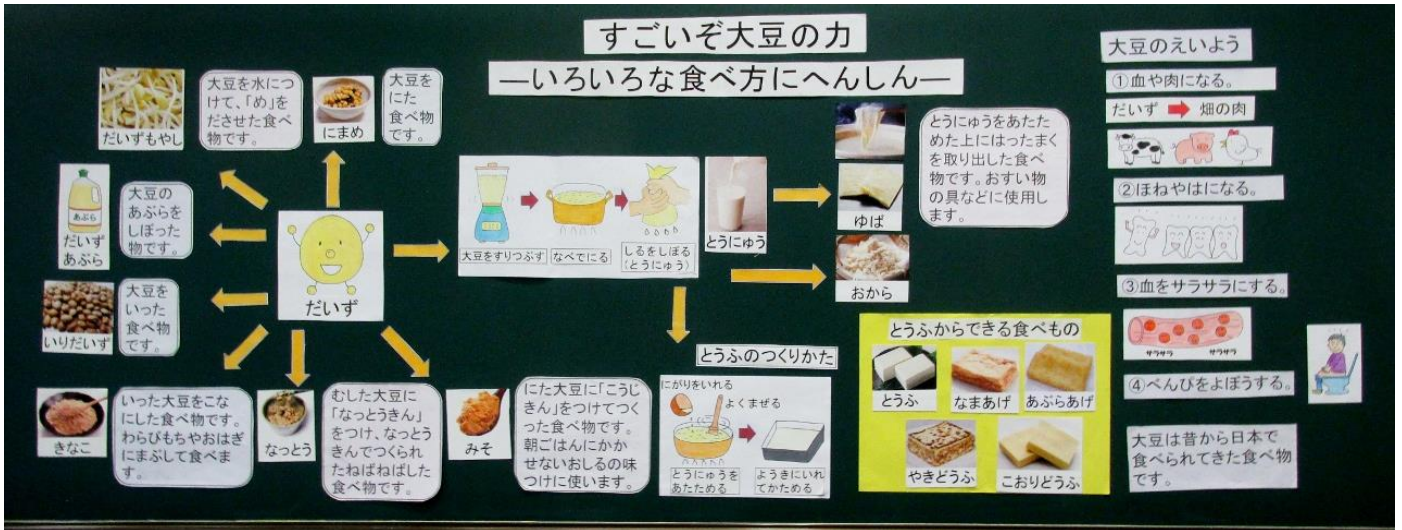 すごいぞ大豆の力
―いろいろな食べ方にへんしん―
だいずもやし
大豆を水につ
けて、「め」を
ださせた食べ
物です。
にまめ
大豆を
にた
食べ物
です。
あぶら
だいず
あぶら
大豆の
あぶらを
しぼった
物です。
だいず
いりだいず
大豆を
いった
食べ物
です。
きなこ
いった大豆をこな
にした食べ物です。
わらびもちやおはぎ
にまぶして食べま
す。
なっとう
むした大豆に
「なっとうきん」
をつけ、なっとう
きんでつくられ
たねばねばした
食べ物です。
みそ
にた大豆に「こうじ
きん」をつけてつく
った食べ物です。
朝ごはんにかか
せないおしるの味
つけに使います。
大豆をすりつぶす
なべでにる
しるをしぼる
(とうにゅう)
とうにゅう
ゆば
とうにゅうをあたた
めた上にはったまく
を取り出した食べ
物です。おすい物
の具などに使用し
ます。
おから
とうふのつくりかた
にがりをいれる
よくまぜる
とうにゅうを
あたためる
ようきにいれ
てかためる
とうふからできる食べもの
とうふ
なまあげ
あぶらあげ
やきどうふ
こおりどうふ
大豆のえいよう
①血や肉になる。
だいず
畑の肉
②ほねやはになる。
③血をサラサラにする。
サラサラ
サラサラ
④べんぴをよぼうする。
大豆は昔から日本で
食べられてきた食べ物
です。